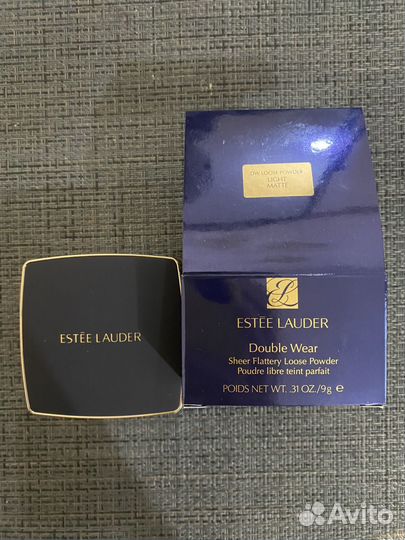 DW LOOSE POWDER
LIGHT
MATTE
ESTĒE LAUDER
ESTĒE LAUDER
Double Wear
Sheer Flattery Loose Powder
Poudre libre teint parfait
POIDS NET WT. .31 OZ./9g e
Avito